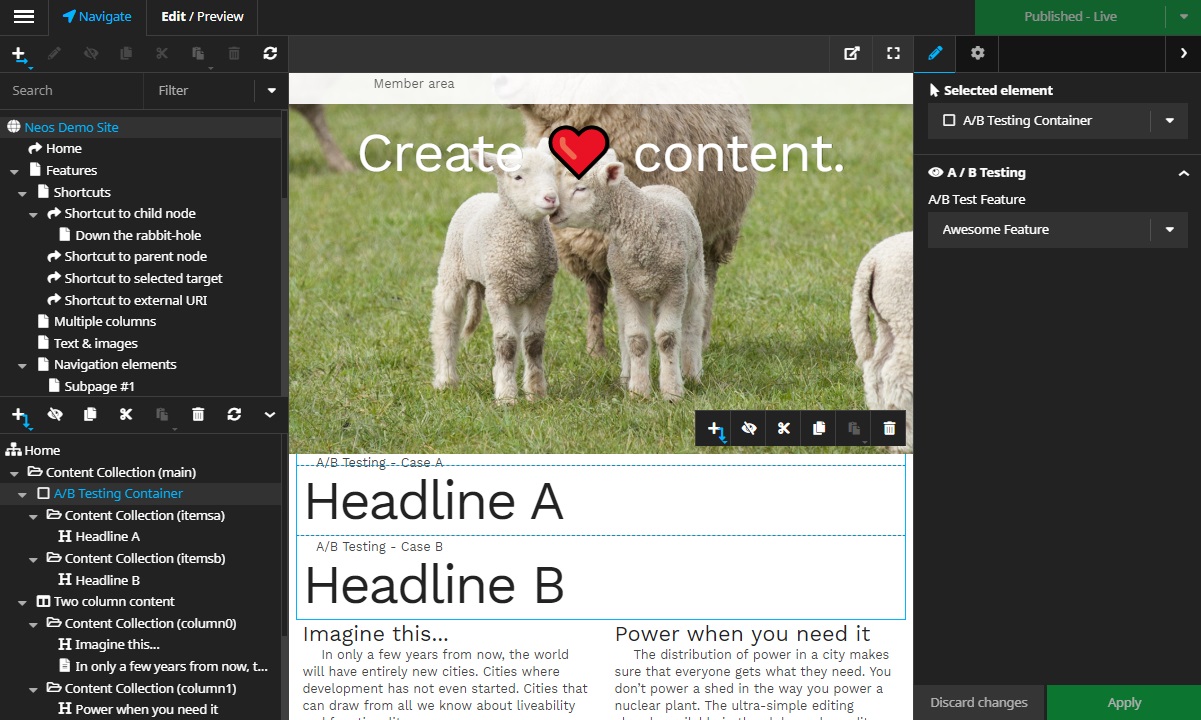 Navigate
Edit / Preview
Published - Live
Search
Filter
Neos Demo Site
Home
Features
Shortcuts
Shortcut to child node
Down the rabbit-hole
Shortcut to parent node
Shortcut to selected target
Shortcut to external URI
Multiple columns
Text & images
Navigation elements
Subpage #1
Home
Content Collection (main)
A/B Testing Container
Content Collection (itemsa)
Headline A
Content Collection (itemsb)
Headline B
Two column content
Content Collection (column0)
Imagine this...
In only a few years from now, t...
Content Collection (column1)
Power when you need it
Member area
Create content.
A/B Testing - Case A
Headline A
A/B Testing - Case B
Headline B
Imagine this...
In only a few years from now, the world
will have entirely new cities. Cities where
development has not even started. Cities that
can draw from all we know about liveability
Power when you need it
The distribution of power in a city makes
sure that everyone gets what they need. You
don't power a shed in the way you power a
nuclear plant. The ultra-simple editing
Selected element
A/B Testing Container
A / B Testing
A/B Test Feature
Awesome Feature
Discard changes
Apply